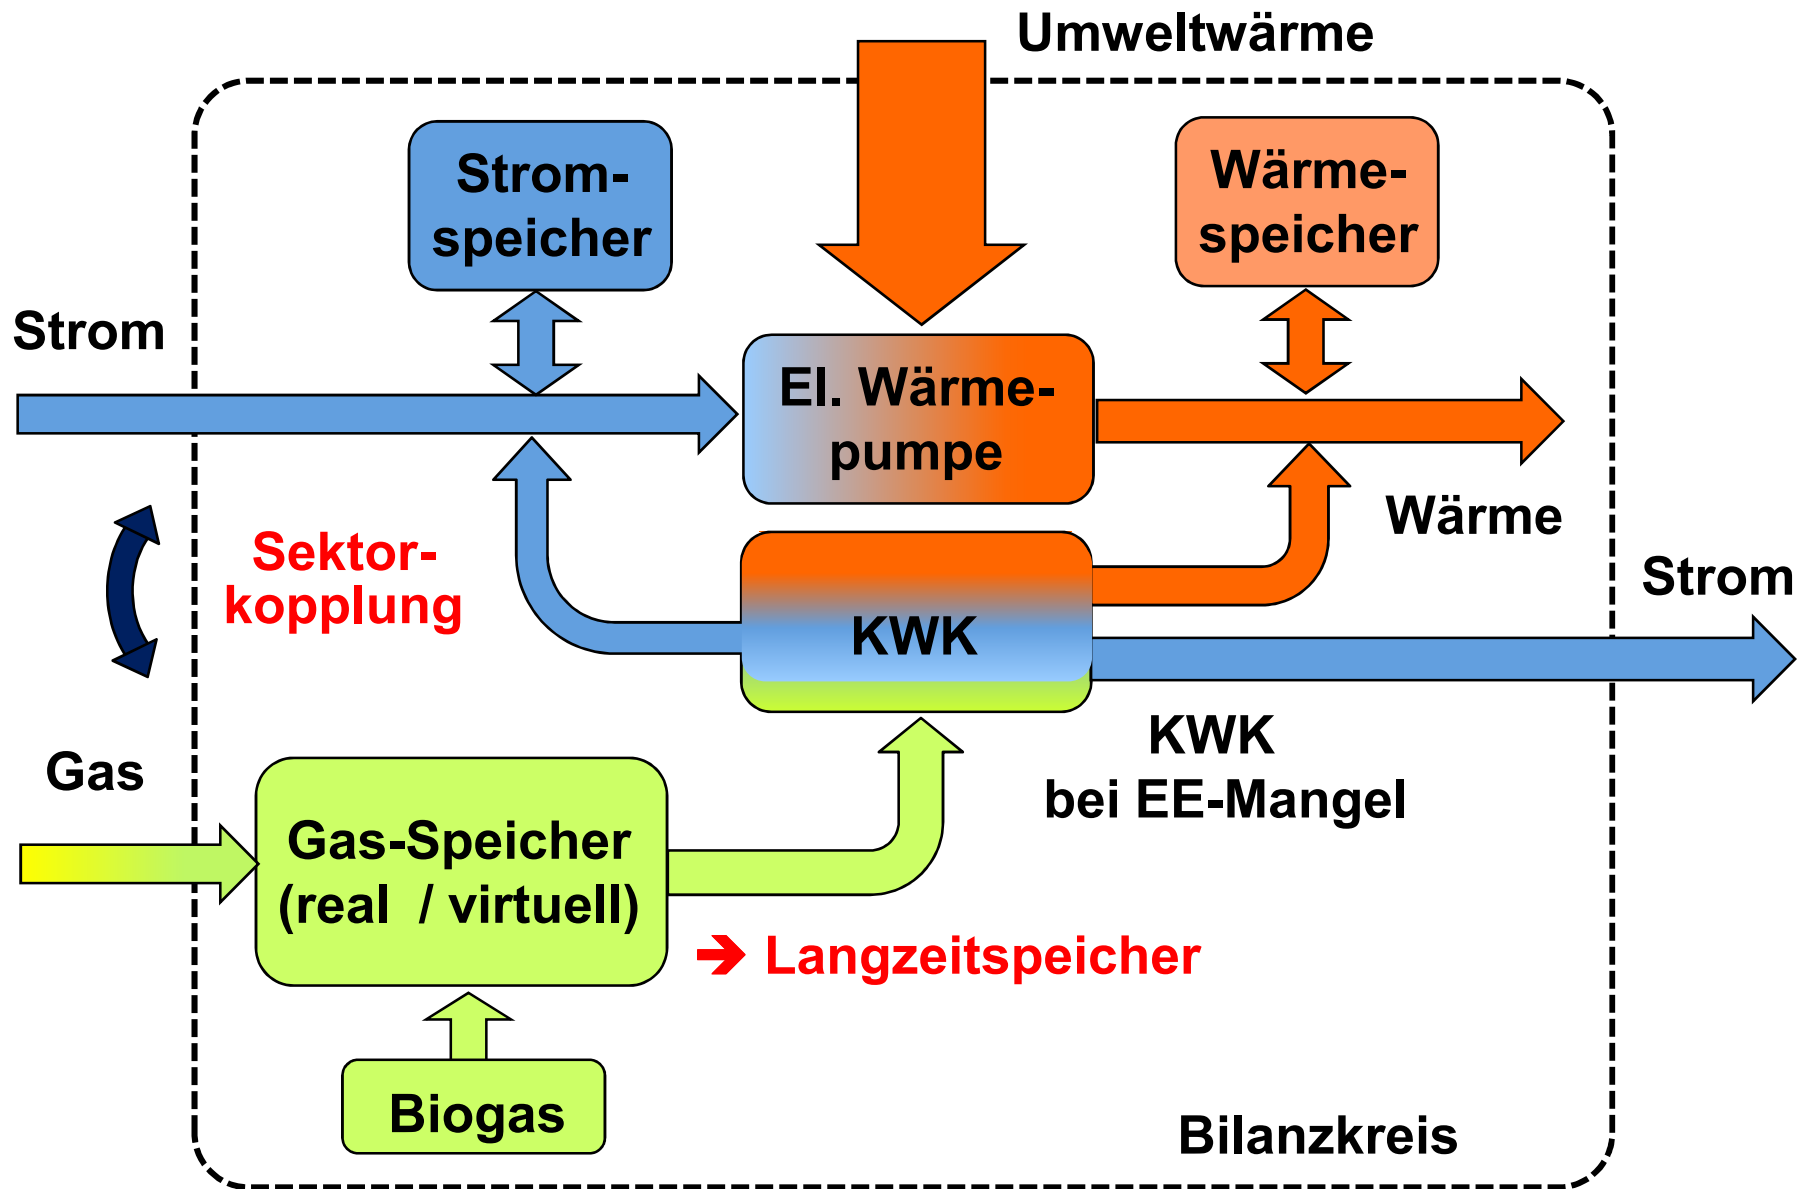 Umweltwärme
Strom-
speicher
Wärme-
speicher
Strom
El. Wärme-
pumpe
Wärme
Sektor-
kopplung
Strom
KWK
KWK
bei EE-Mangel
Gas
Gas-Speicher
(real / virtuell)
➔ Langzeitspeicher
Biogas
Bilanzkreis